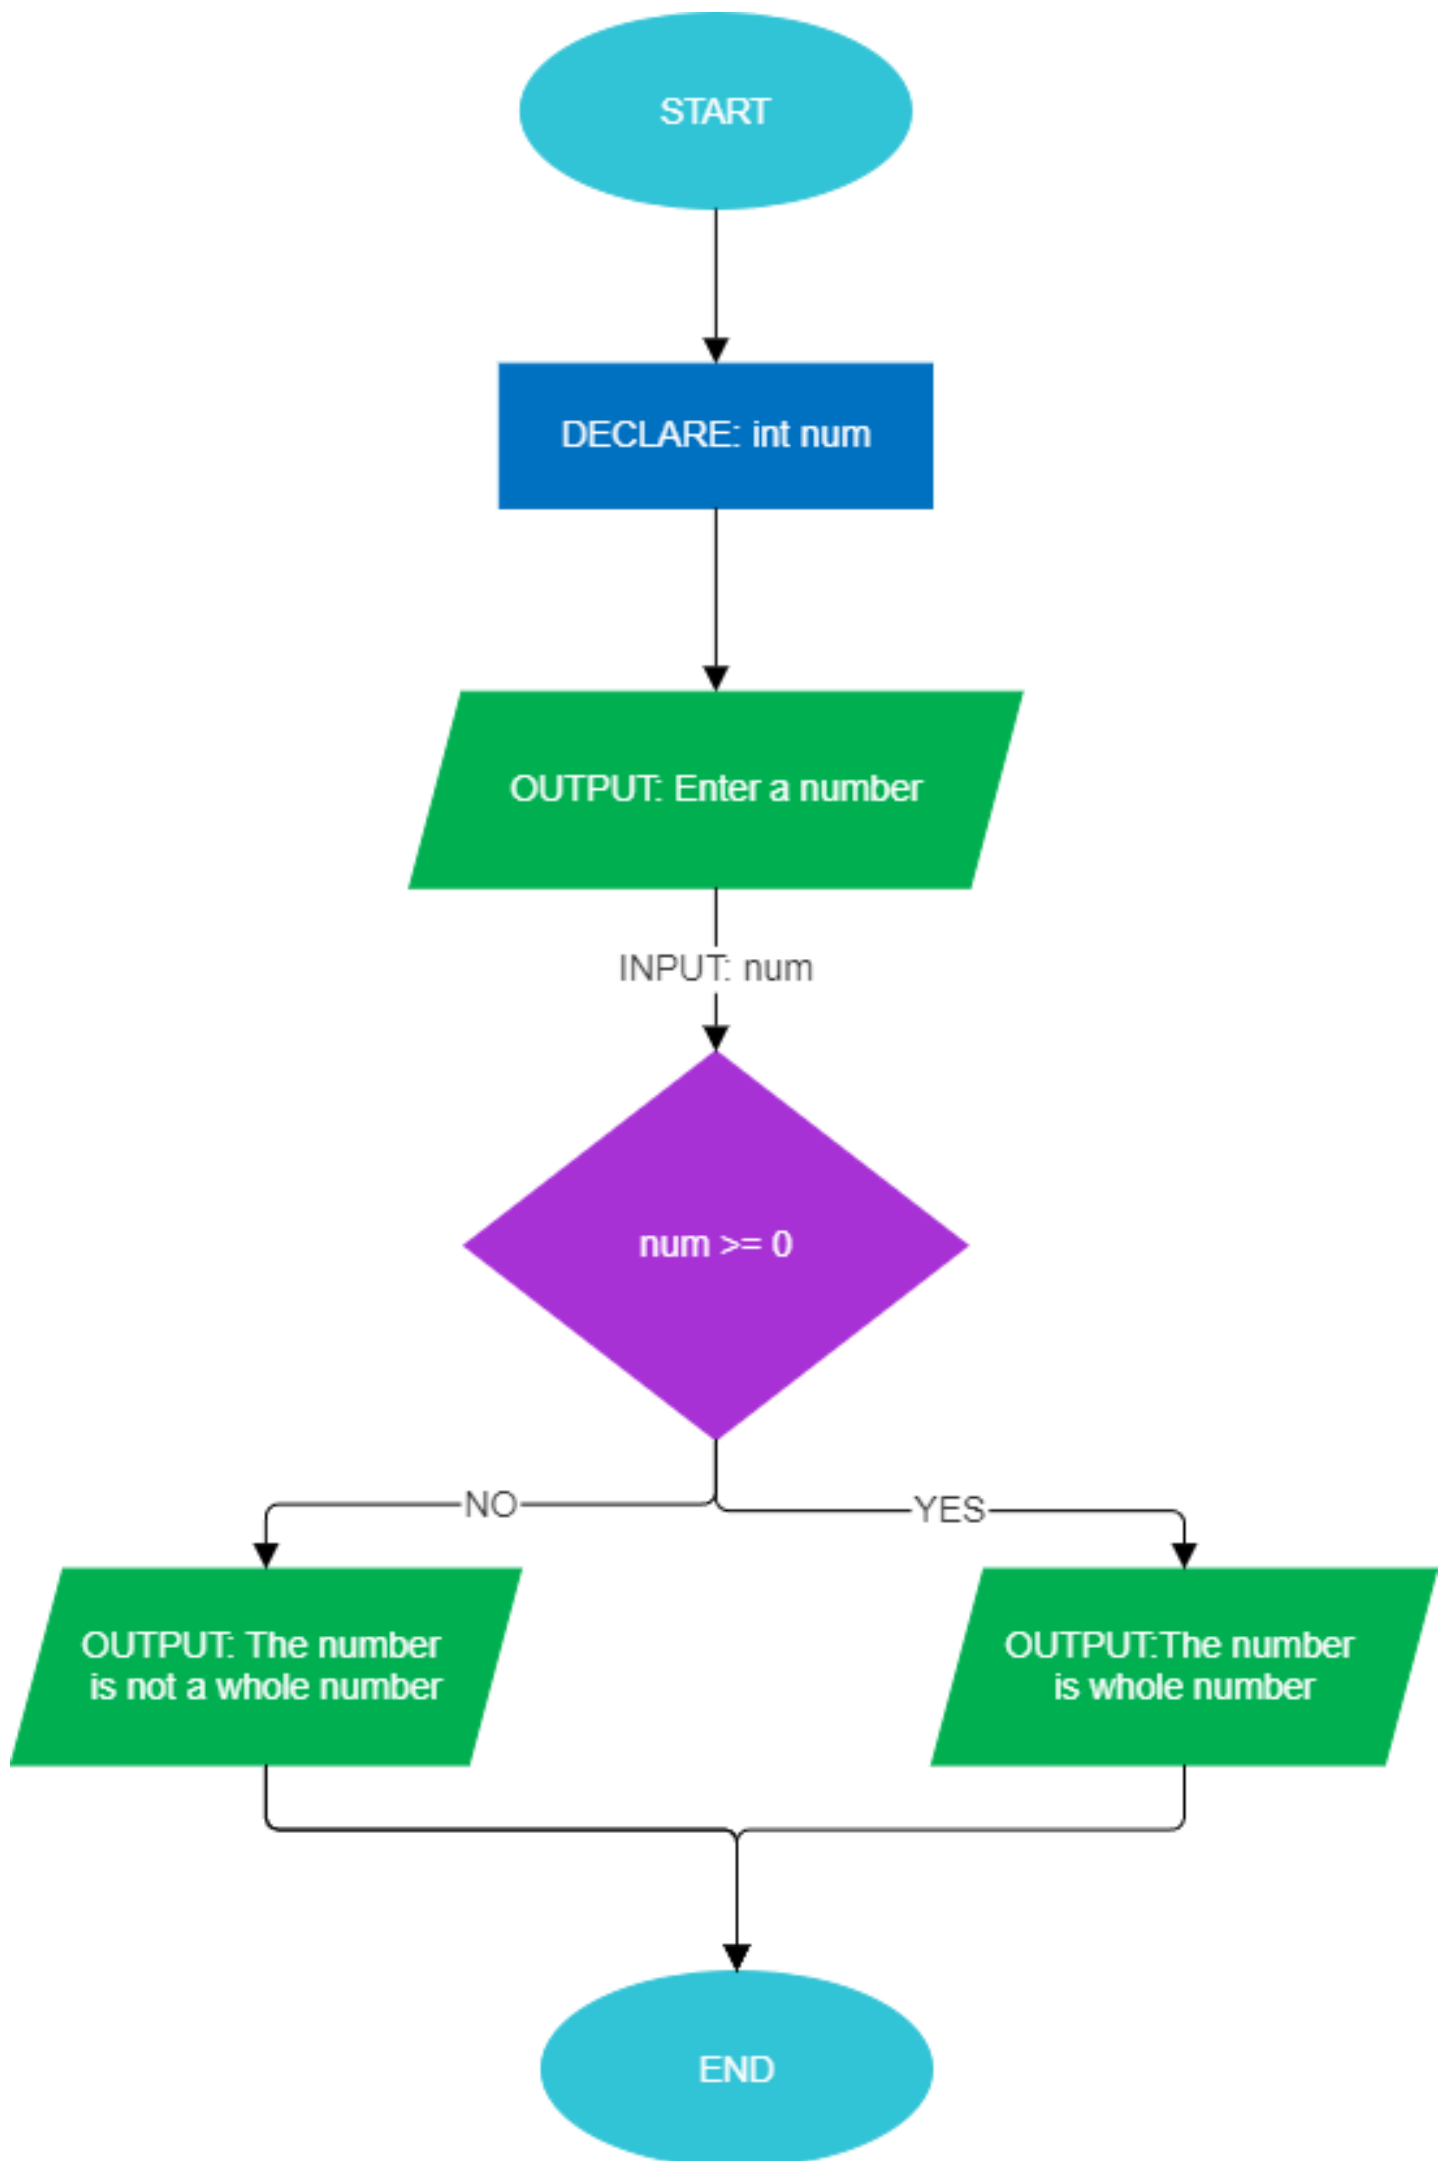 START
DECLARE: int num
OUTPUT: Enter a number
INPUT: num
num >= 0
NO
YES
OUTPUT: The number
is not a whole number
OUTPUT:The number
is whole number
END